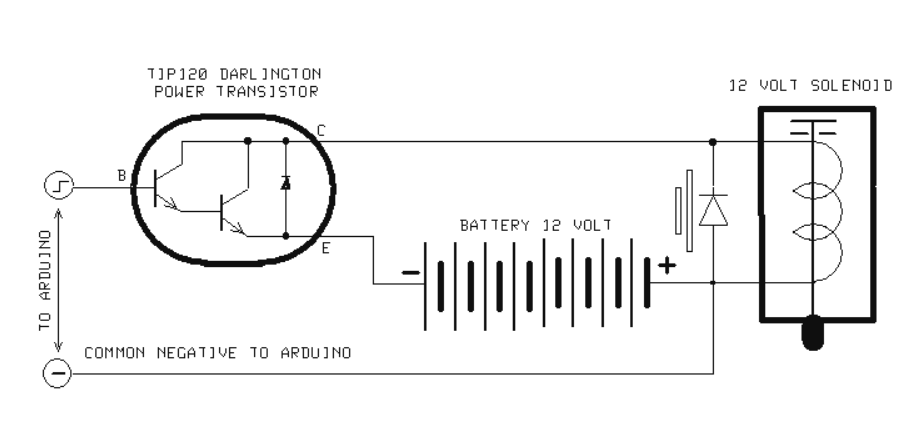 TIP120 DARLINGTON
POWER TRANSISTOR
12 VOLT SOLENOID
C
B
BATTERY 12 VOLT
E
- +
TO ARDUINO
COMMON NEGATIVE TO ARDUINO
-